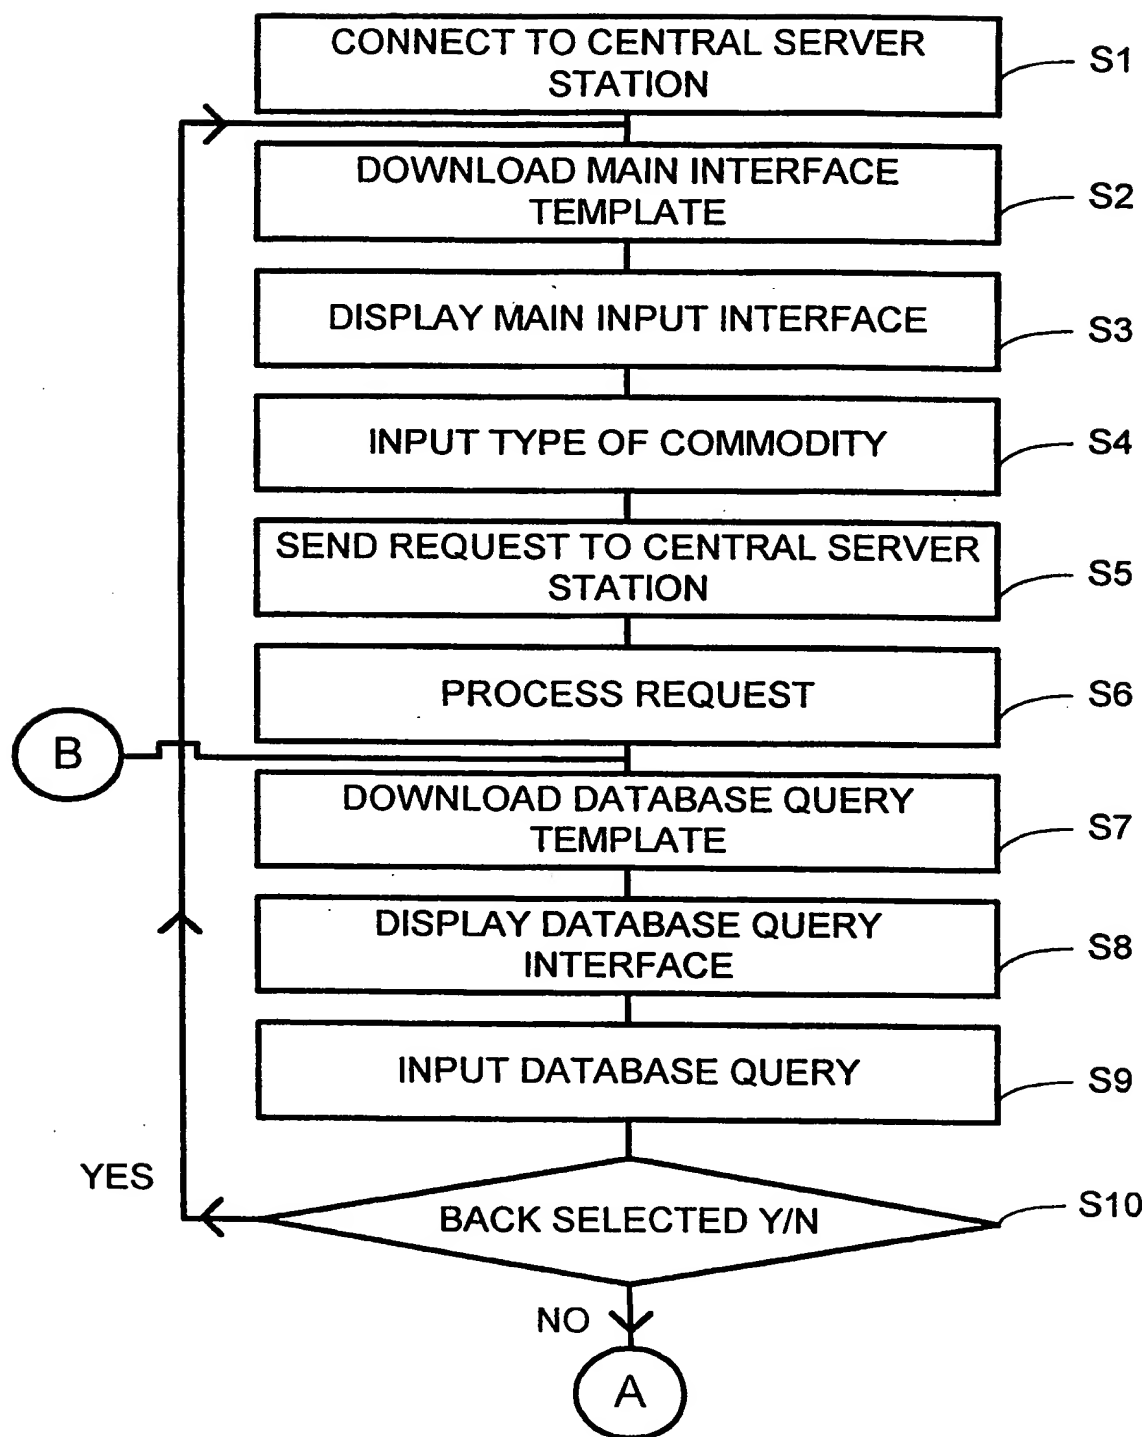 CONNECT TO CENTRAL SERVER
STATION
S1
DOWNLOAD MAIN INTERFACE
TEMPLATE
S2
DISPLAY MAIN INPUT INTERFACE
S3
INPUT TYPE OF COMMODITY
S4
SEND REQUEST TO CENTRAL SERVER
STATION
S5
PROCESS REQUEST
S6
B
DOWNLOAD DATABASE QUERY
TEMPLATE
S7
DISPLAY DATABASE QUERY
INTERFACE
S8
INPUT DATABASE QUERY
S9
YES
BACK SELECTED Y/N
S10
NO
A